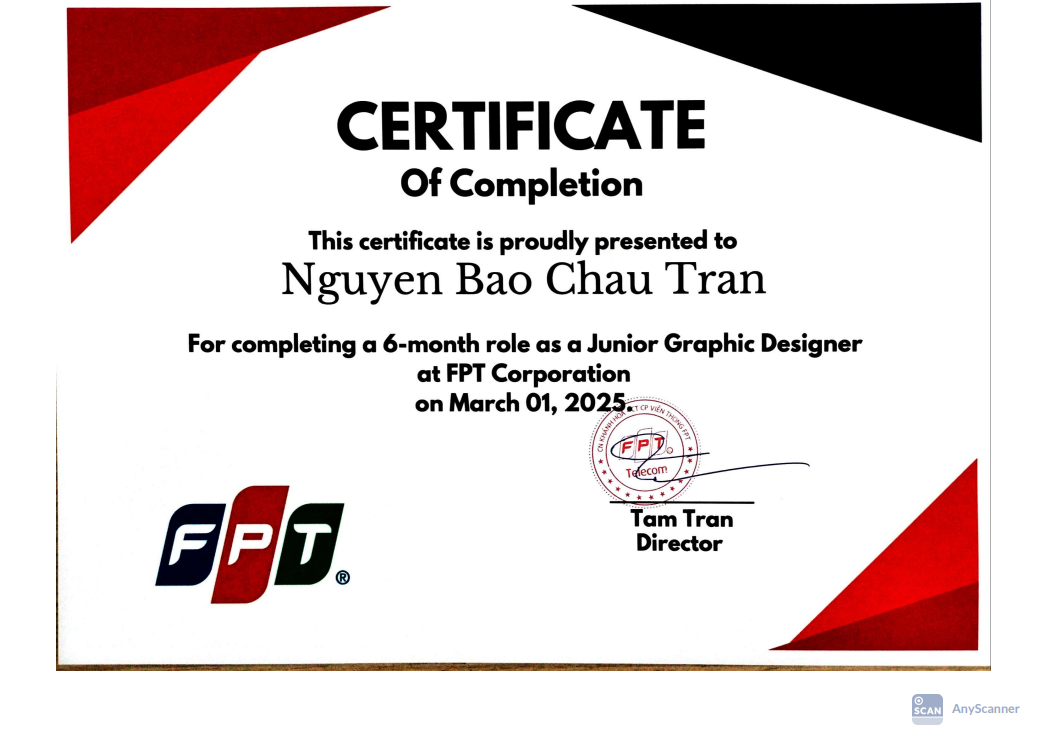 CERTIFICATE
Of Completion
This certificate is proudly presented to
Nguyen Bao Chau Tran
For completing a 6-month role as a Junior Graphic Designer
at FPT Corporation
on March 01, 2025.
CN KHÁNH HOÀ CT CP VIỄN THÔNG FPT
FPT
Telecom
Tam Tran
Director
FPT®
SCAN AnyScanner